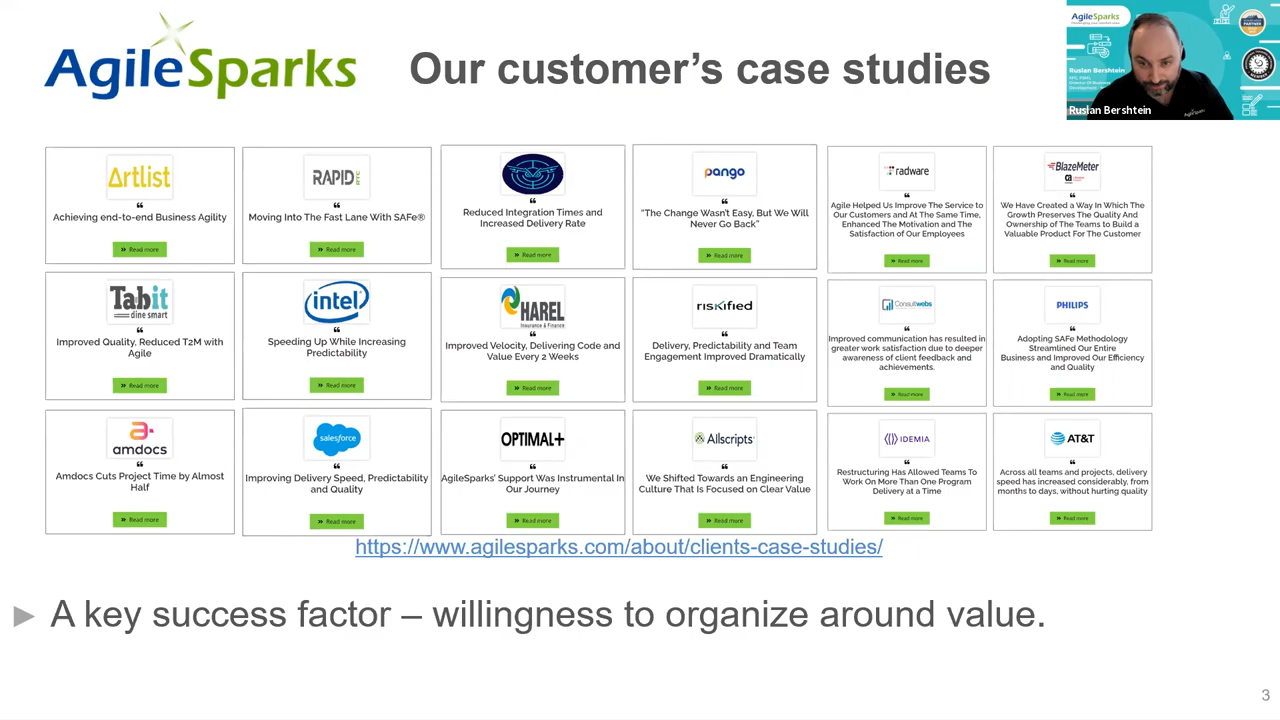 AgileSparks
Our customer's case studies
AgileSparks
Ruslan Bershtein
Ruslan Bershtein
Artlist
❝
Achieving end-to-end Business Agility
» Read more
RAPID RTC
❝
Moving Into The Fast Lane With SAFe®
» Read more
❝
Reduced Integration Times and
Increased Delivery Rate
» Read more
pango
❝
"The Change Wasn't Easy, But We Will
Never Go Back"
» Read more
radware
❝
Agile Helped Us Improve The Service to
Our Customers and At The Same Time,
Enhanced The Motivation and The
Satisfaction of Our Employees
» Read more
BlazeMeter
❝
We Have Created a Way In Which The
Growth Preserves The Quality And
Ownership of The Teams to Build a
Valuable Product For The Customer
» Read more
Tabit
dine smart
❝
Improved Quality, Reduced T2M with
Agile
» Read more
intel
❝
Speeding Up While Increasing
Predictability
» Read more
HAREL
Insurance & Finance
❝
Improved Velocity, Delivering Code and
Value Every 2 Weeks
» Read more
riskified
❝
Delivery, Predictability and Team
Engagement Improved Dramatically
» Read more
Consultwebs
❝
Improved communication has resulted in
greater work satisfaction due to deeper
awareness of client feedback and
achievements.
» Read more
PHILIPS
❝
Adopting SAFe Methodology
Streamlined Our Entire
Business and Improved Our Efficiency
and Quality
» Read more
amdocs
❝
Amdocs Cuts Project Time by Almost
Half
» Read more
salesforce
❝
Improving Delivery Speed, Predictability
and Quality
» Read more
OPTIMAL+
❝
AgileSparks' Support Was Instrumental In
Our Journey
» Read more
Allscripts
❝
We Shifted Towards an Engineering
Culture That Is Focused on Clear Value
» Read more
IDEMIA
❝
Restructuring Has Allowed Teams To
Work On More Than One Program
Delivery at a Time
» Read more
AT&T
❝
Across all teams and projects, delivery
speed has increased considerably, from
months to days, without hurting quality
» Read more
https://www.agilesparks.com/about/clients-case-studies/
► A key success factor – willingness to organize around value.
3